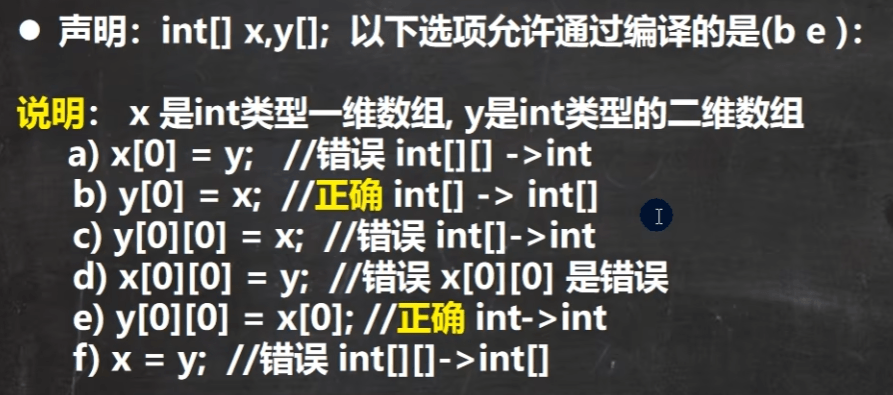 ● 声明：int[] x,y[]; 以下选项允许通过编译的是(b e )：
说明： x 是int类型一维数组, y是int类型的二维数组
a) x[0] = y; //错误 int[][] ->int
b) y[0] = x; //正确 int[] -> int[]
c) y[0][0] = x; //错误 int[]->int
d) x[0][0] = y; //错误 x[0][0] 是错误
e) y[0][0] = x[0]; //正确 int->int
f) x = y; //错误 int[][]->int[]